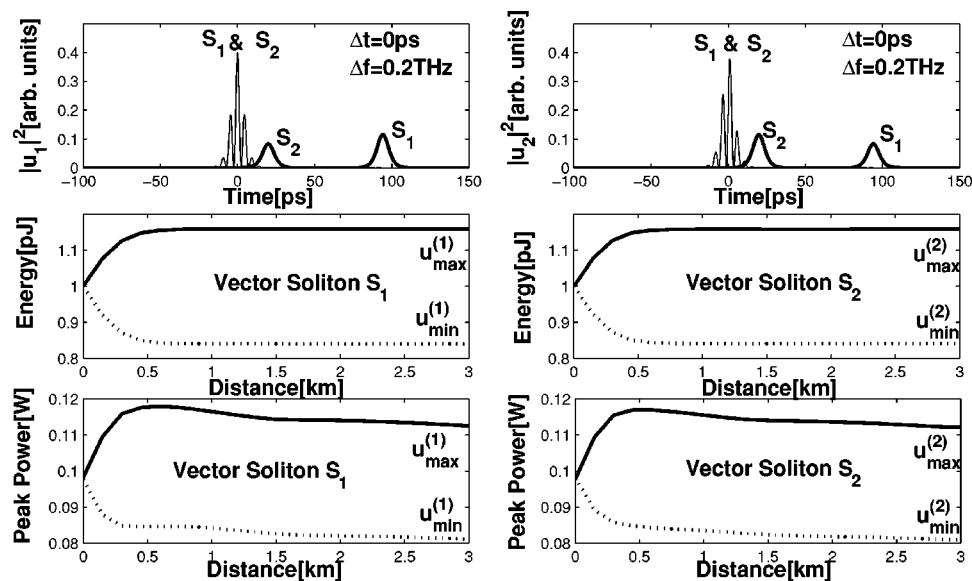 |u₁|²[arb. units]
0.4
0.3
0.2
0.1
0
S₁ & S₂
Δt=0ps
Δf=0.2THz
S₂
S₁
−100 −50 0 50 100 150
Time[ps]
|u₂|²[arb. units]
0.4
0.3
0.2
0.1
0
S₁ & S₂
Δt=0ps
Δf=0.2THz
S₂
S₁
−100 −50 0 50 100 150
Time[ps]
Energy[pJ]
1.1
1
0.9
0.8
u_max^(1)
Vector Soliton S₁
u_min^(1)
0 0.5 1 1.5 2 2.5 3
Distance[km]
Energy[pJ]
1.1
1
0.9
0.8
u_max^(2)
Vector Soliton S₂
u_min^(2)
0 0.5 1 1.5 2 2.5 3
Distance[km]
Peak Power[W]
0.12
0.11
0.1
0.09
0.08
u_max^(1)
Vector Soliton S₁
u_min^(1)
0 0.5 1 1.5 2 2.5 3
Distance[km]
Peak Power[W]
0.12
0.11
0.1
0.09
0.08
u_max^(2)
Vector Soliton S₂
u_min^(2)
0 0.5 1 1.5 2 2.5 3
Distance[km]